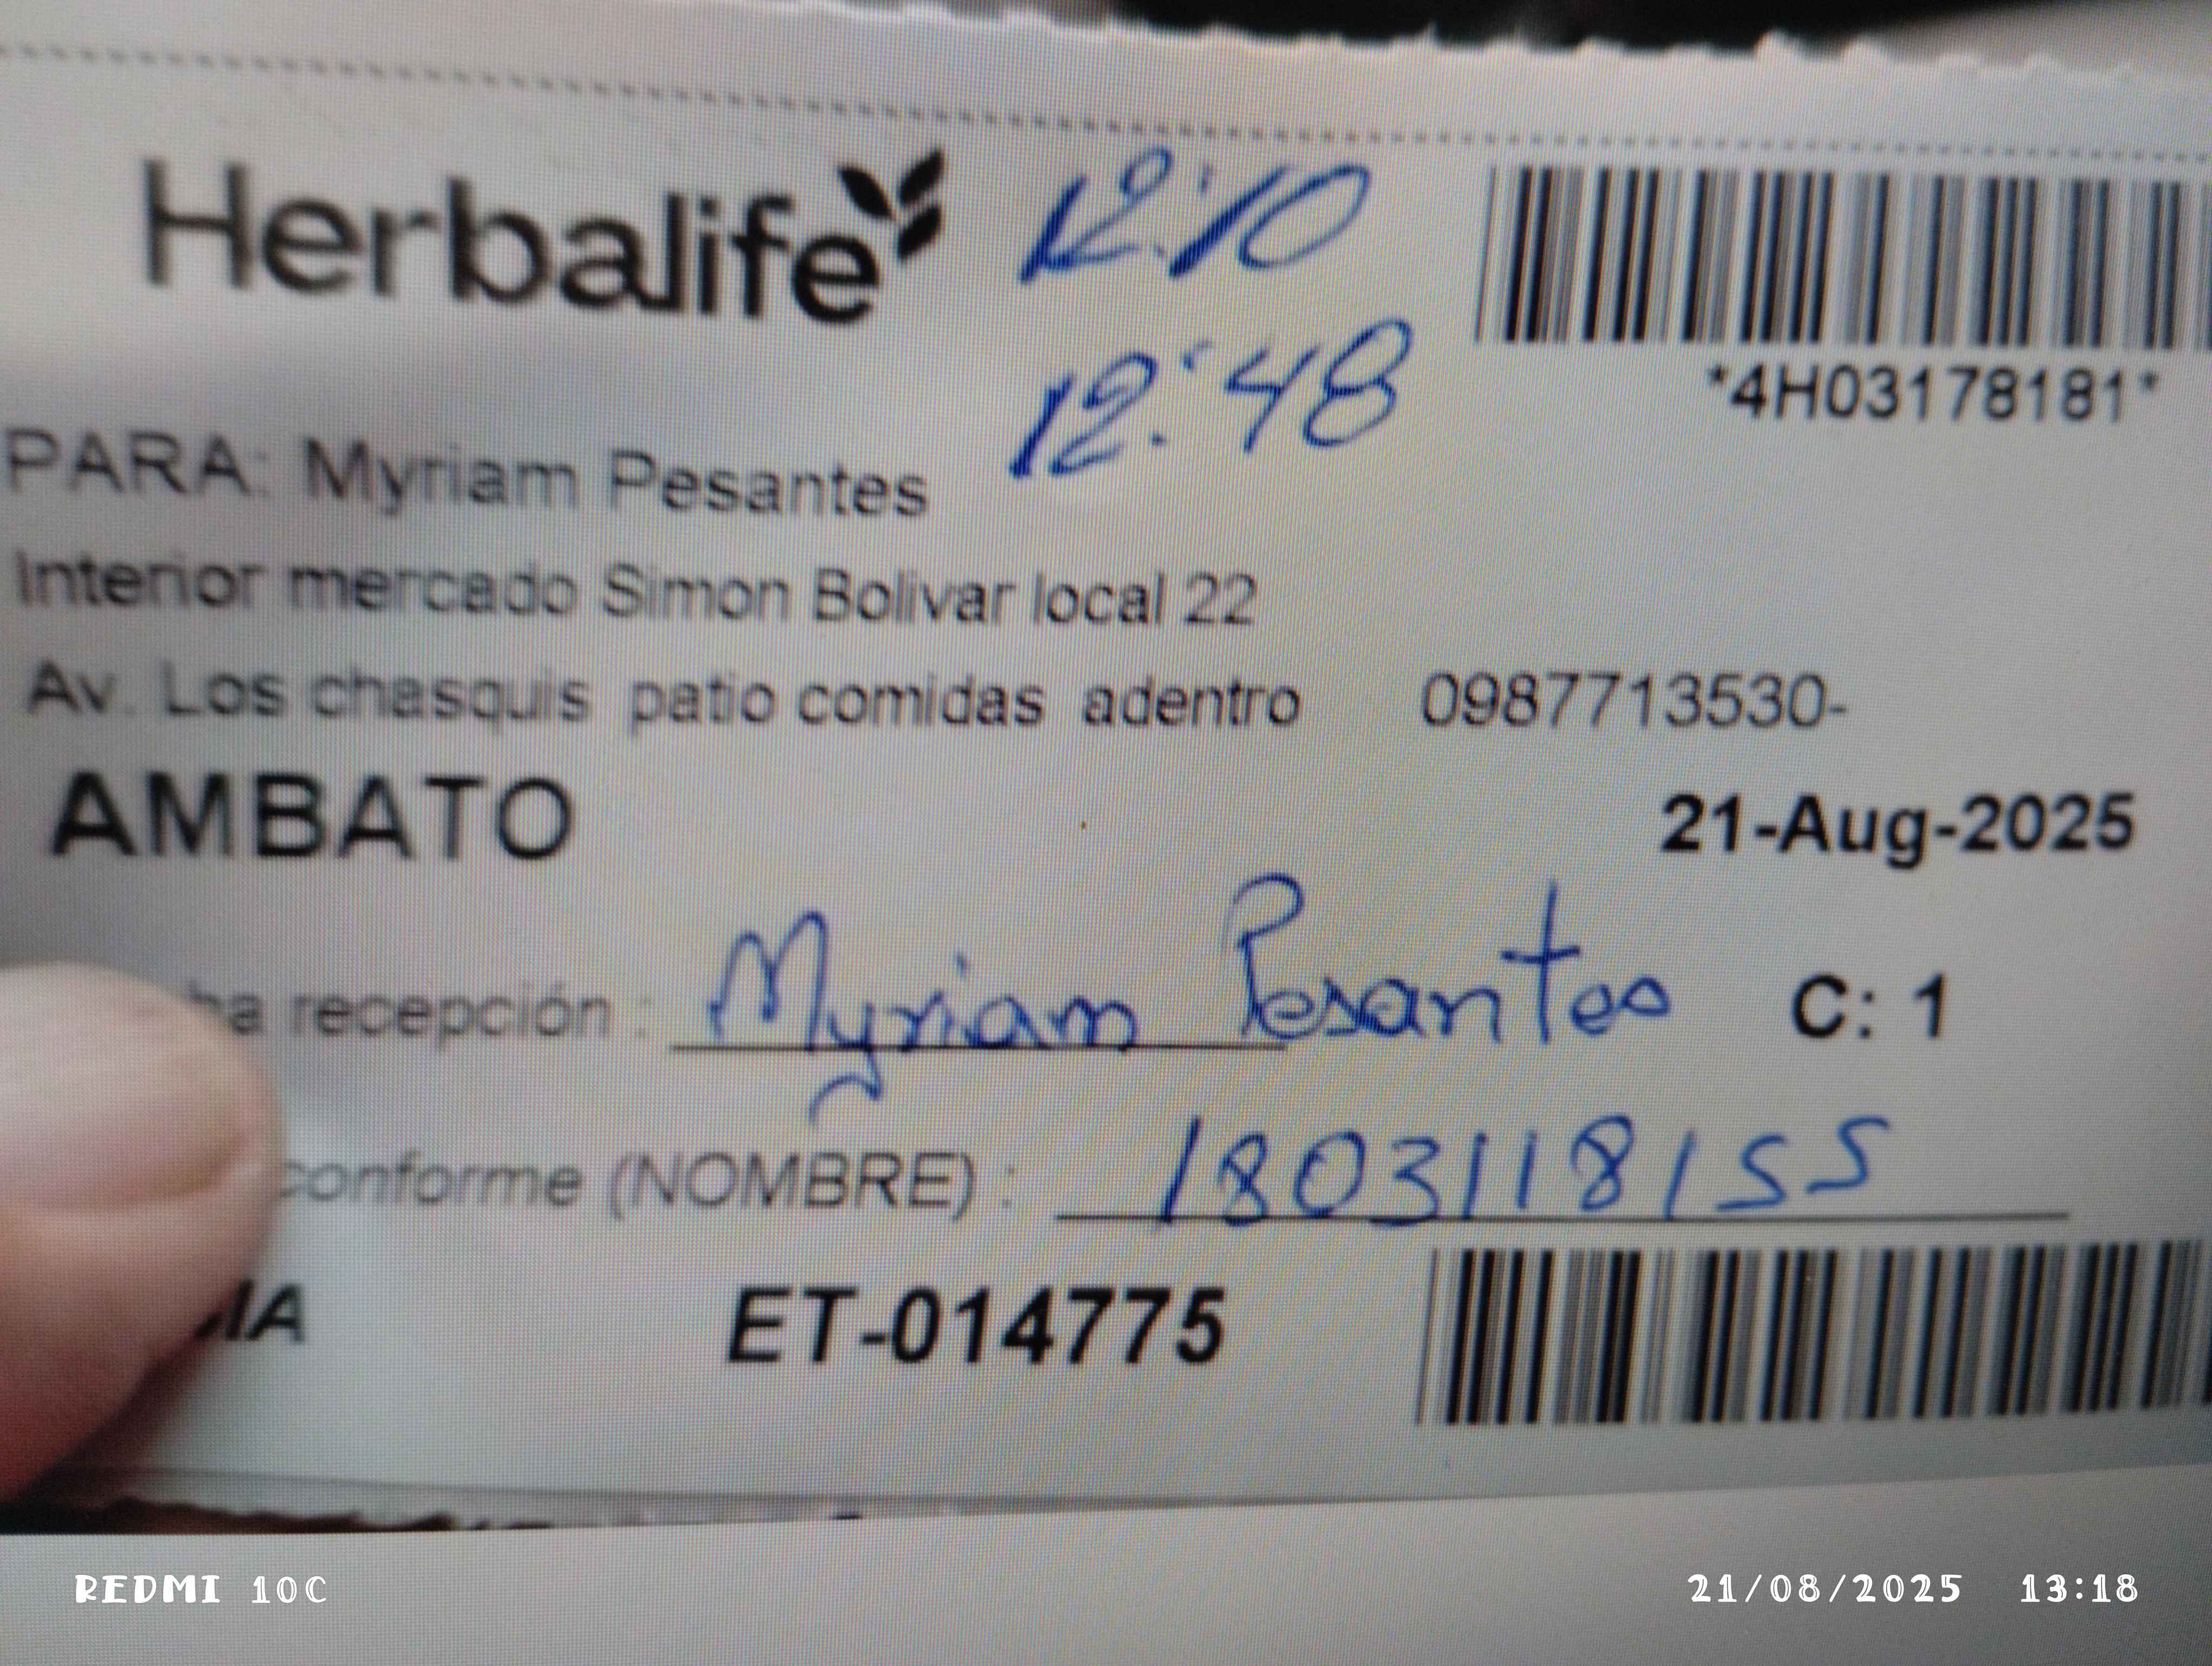 Herbalife
12:10
12:48
*4H03178181*
PARA: Myriam Pesantes
Interior mercado Simon Bolivar local 22
Av. Los chasquis patio comidas adentro 0987713530-
AMBATO 21-Aug-2025
recepción : Myriam Pesantes C: 1
conforme (NOMBRE) : 1803118155
ET-014775
REDMI 10C 21/08/2025 13:18